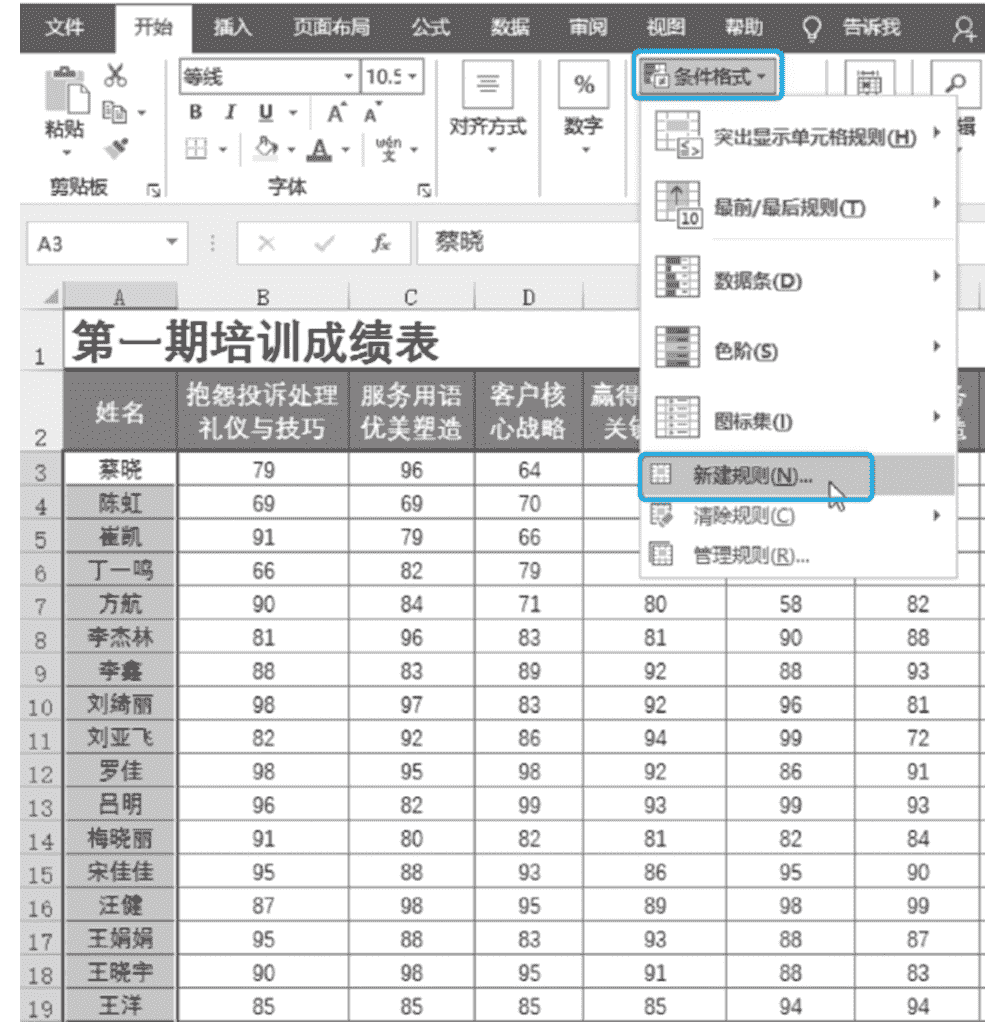 文件 开始 插入 页面布局 公式 数据 审阅 视图 帮助 告诉我
等线 10.5 条件格式
粘贴 B I U A A 对齐方式 % 数字
wén 文
剪贴板 字体
突出显示单元格规则(H)
最前/最后规则(T)
10
数据条(D)
色阶(S)
图标集(I)
新建规则(N)...
清除规则(C)
管理规则(R)...
A3 fx 蔡晓
A B C D
1 第一期培训成绩表
2 姓名 抱怨投诉处理礼仪与技巧 服务用语优美塑造 客户核心战略 赢得 关
3 蔡晓 79 96 64
4 陈虹 69 69 70
5 崔凯 91 79 66
6 丁一鸣 66 82 79
7 方航 90 84 71 80 58 82
8 李杰林 81 96 83 81 90 88
9 李鑫 88 83 89 92 88 93
10 刘绮丽 98 97 83 92 96 81
11 刘亚飞 82 92 86 94 99 72
12 罗佳 98 95 98 92 86 91
13 吕明 96 82 99 93 99 93
14 梅晓丽 91 80 82 81 82 84
15 宋佳佳 95 88 93 86 95 90
16 汪健 87 98 95 89 98 99
17 王娟娟 95 88 83 93 88 87
18 王晓宇 90 98 95 91 88 83
19 王洋 85 85 85 85 94 94